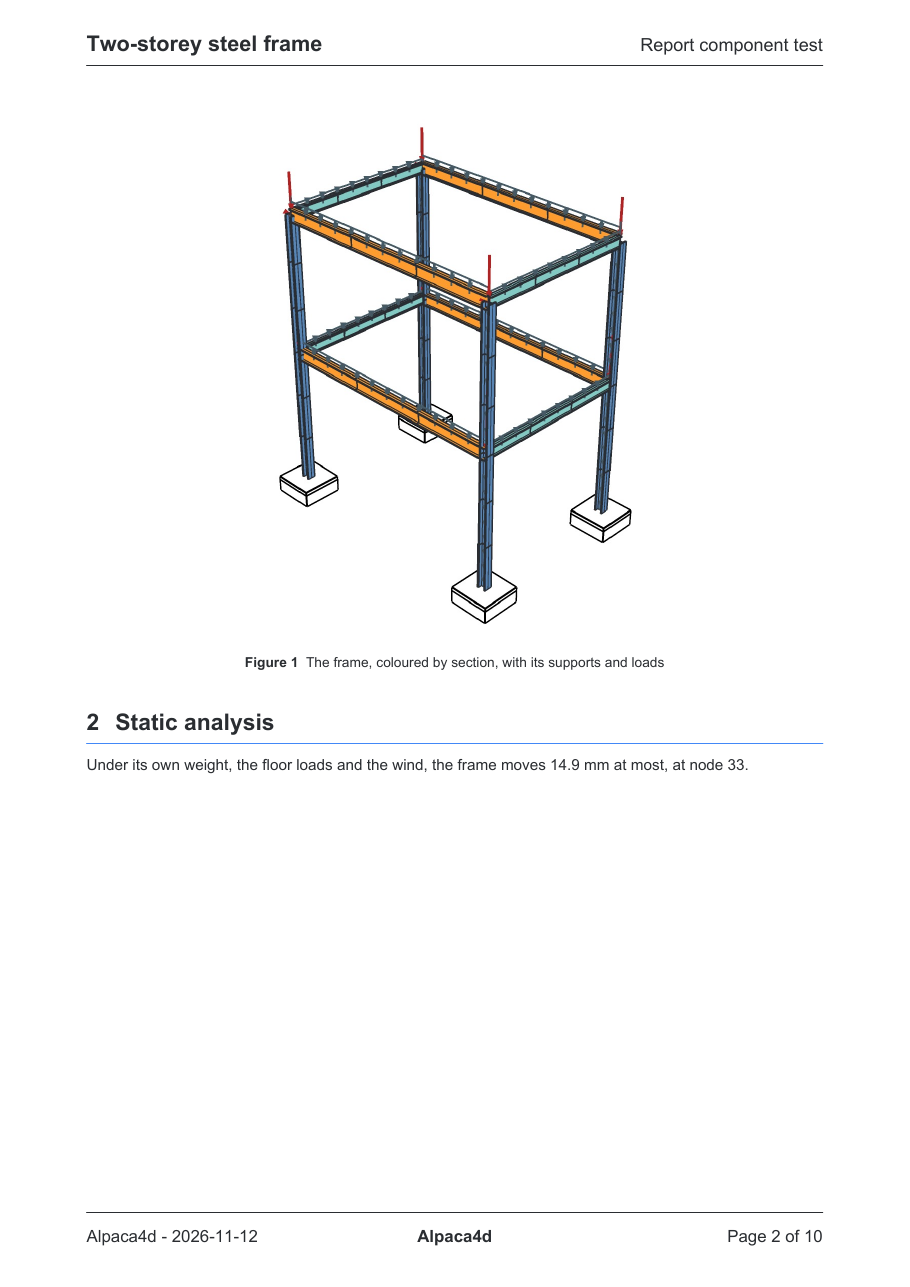 Two-storey steel frame
Report component test
Figure 1 The frame, coloured by section, with its supports and loads
2 Static analysis
Under its own weight, the floor loads and the wind, the frame moves 14.9 mm at most, at node 33.
Alpaca4d - 2026-11-12
Alpaca4d
Page 2 of 10